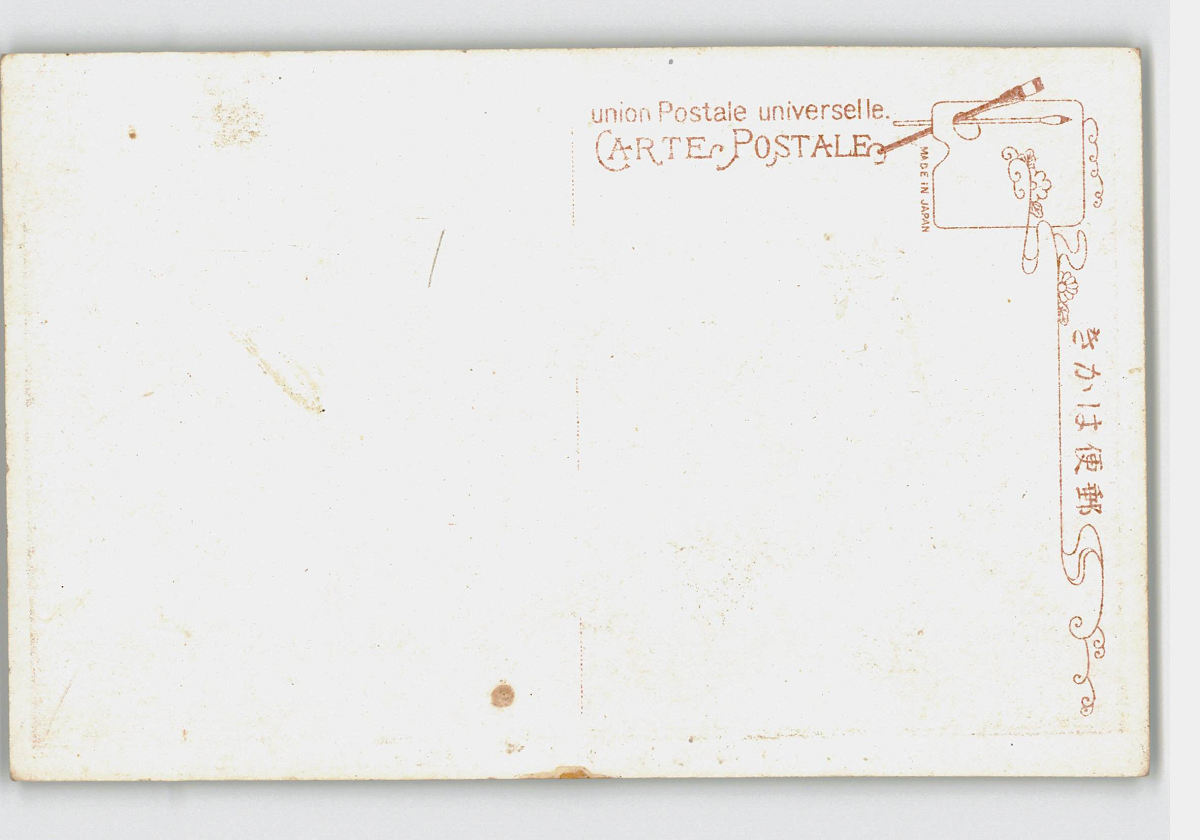 union Postale universelle.
CARTE POSTALE
MADE IN JAPAN
きかは便郵